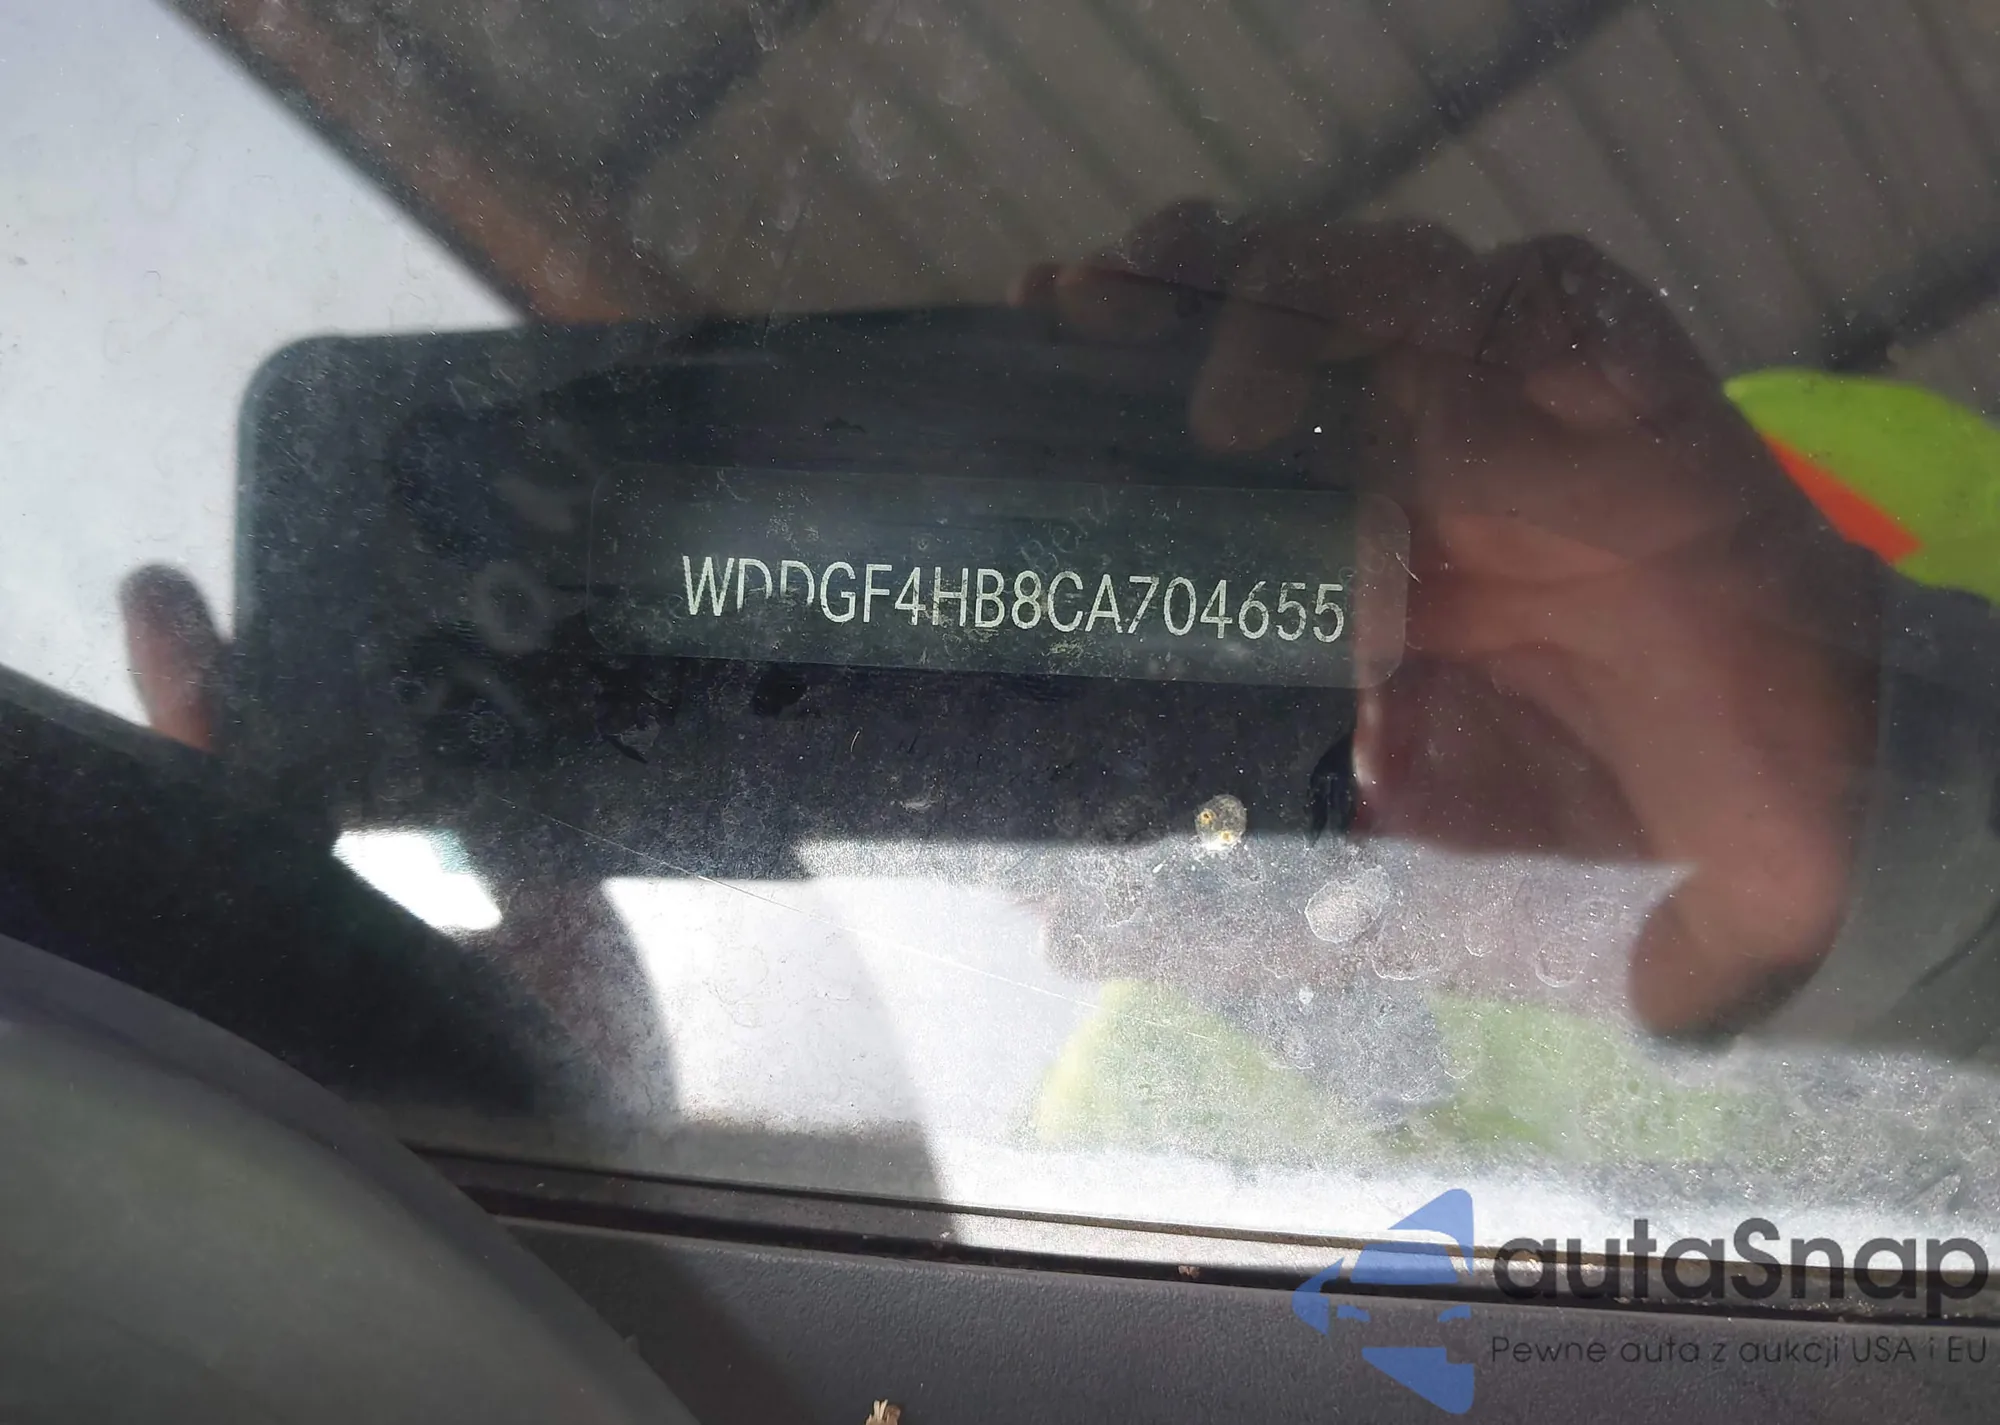 WDDGF4HB8CA704655
autaSnap
Pewne auta z aukcji USA i EU